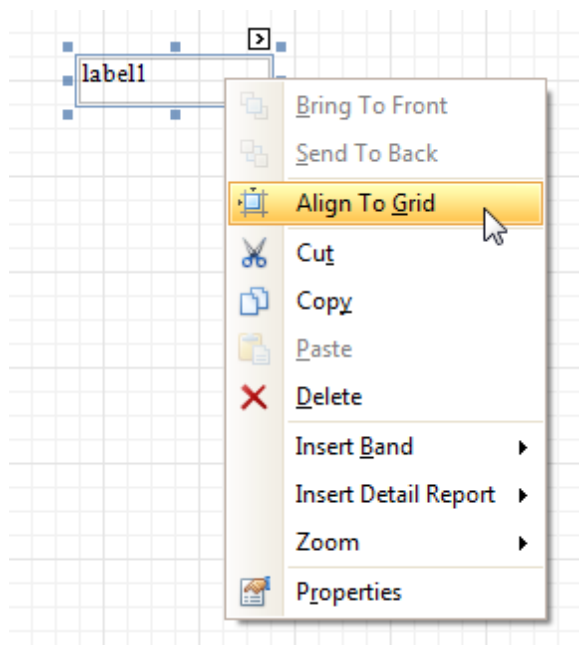 label1
Bring To Front
Send To Back
Align To Grid
Cut
Copy
Paste
Delete
Insert Band
Insert Detail Report
Zoom
Properties